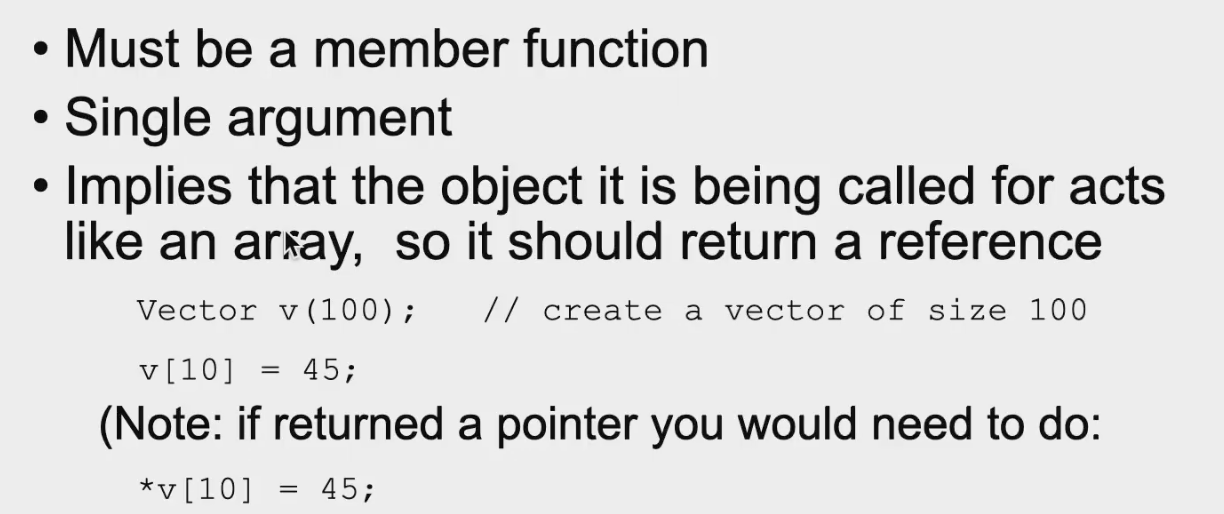 • Must be a member function
• Single argument
• Implies that the object it is being called for acts
like an array,  so it should return a reference
Vector v(100);   // create a vector of size 100
v[10] = 45;
(Note: if returned a pointer you would need to do:
*v[10] = 45;